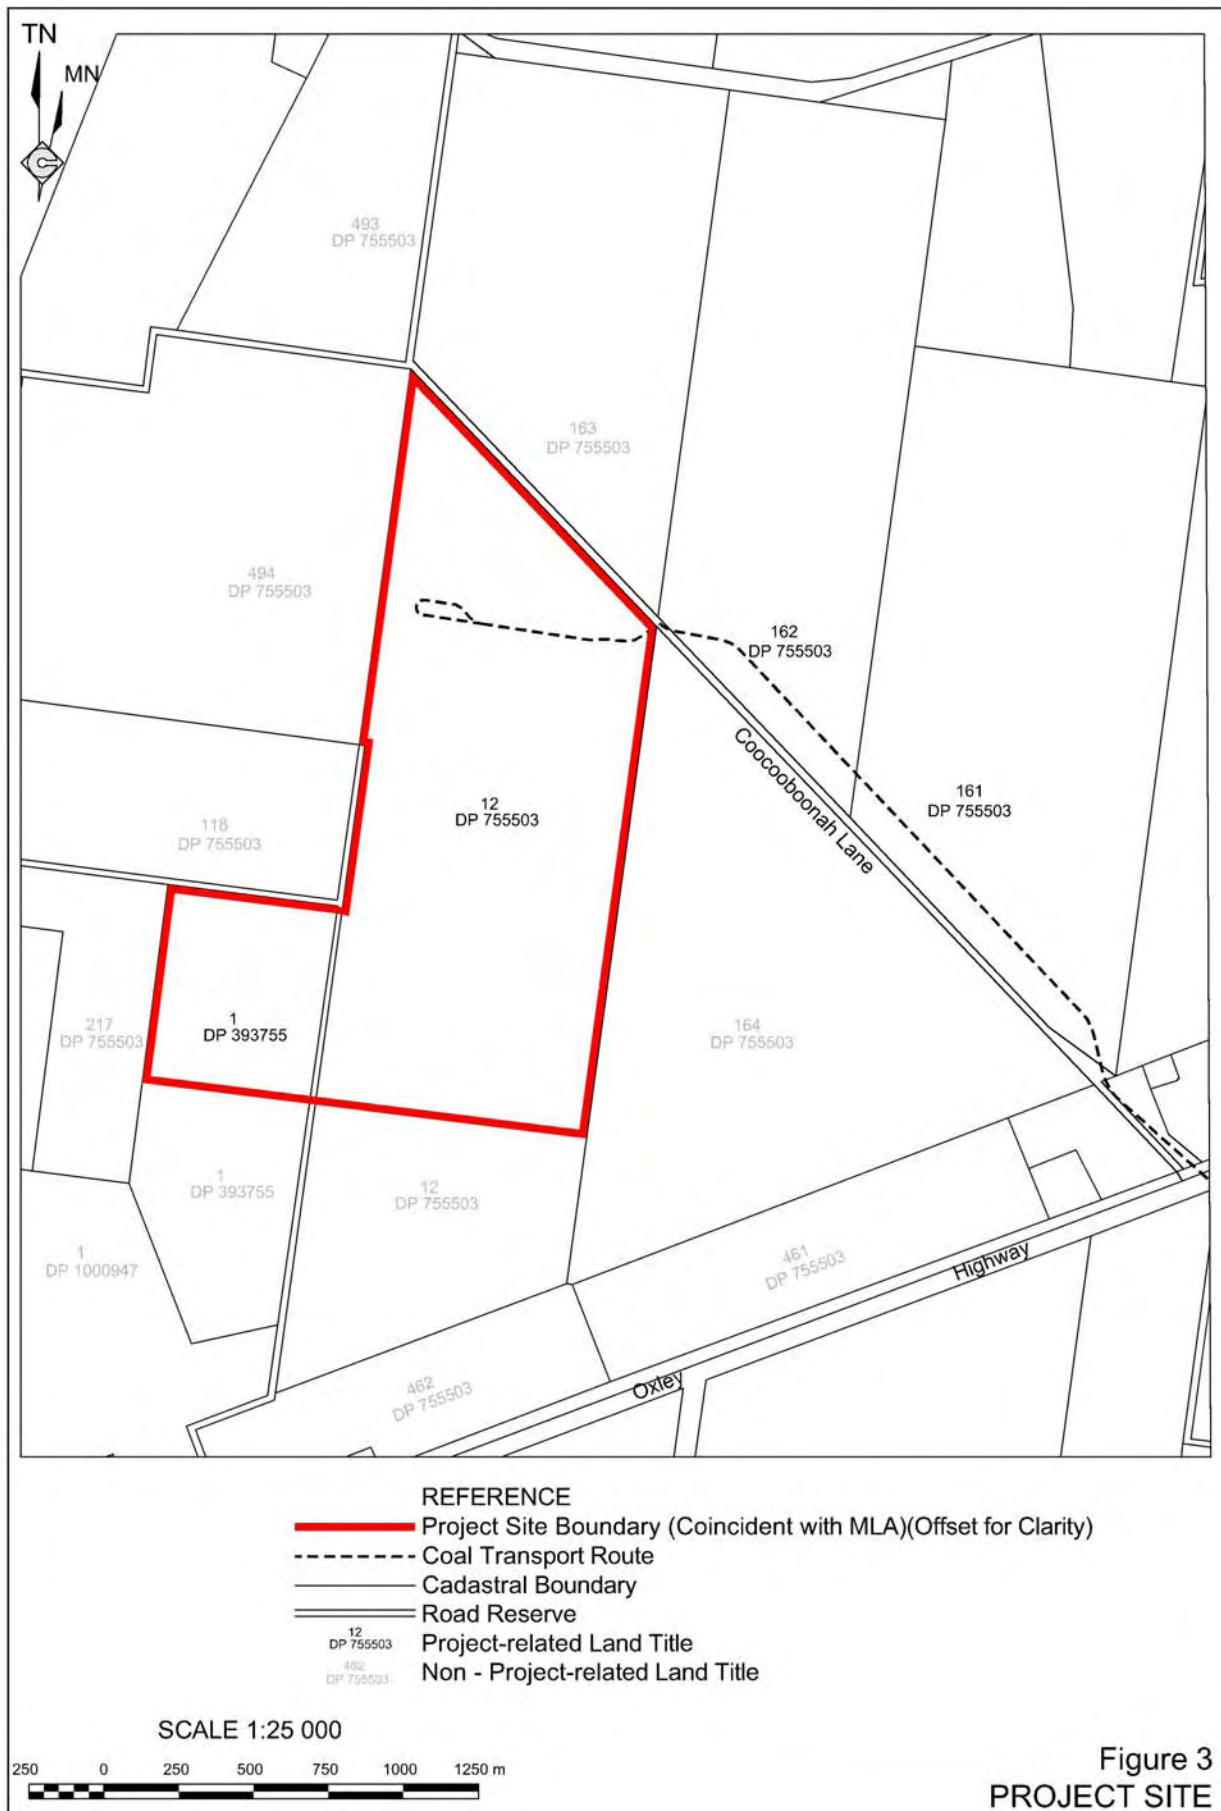 TN
MN
493
DP 755503
163
DP 755503
494
DP 755503
162
DP 755503
Coocooboonah Lane
161
DP 755503
12
DP 755503
118
DP 755503
1
DP 393755
217
DP 755503
164
DP 755503
1
DP 393755
12
DP 755503
1
DP 1000947
461
DP 755503
Highway
Oxley
462
DP 755503
REFERENCE
Project Site Boundary (Coincident with MLA)(Offset for Clarity)
Coal Transport Route
Cadastral Boundary
Road Reserve
12
DP 755503
Project-related Land Title
462
DP 755503
Non - Project-related Land Title
SCALE 1:25 000
250 0 250 500 750 1000 1250 m
Figure 3
PROJECT SITE